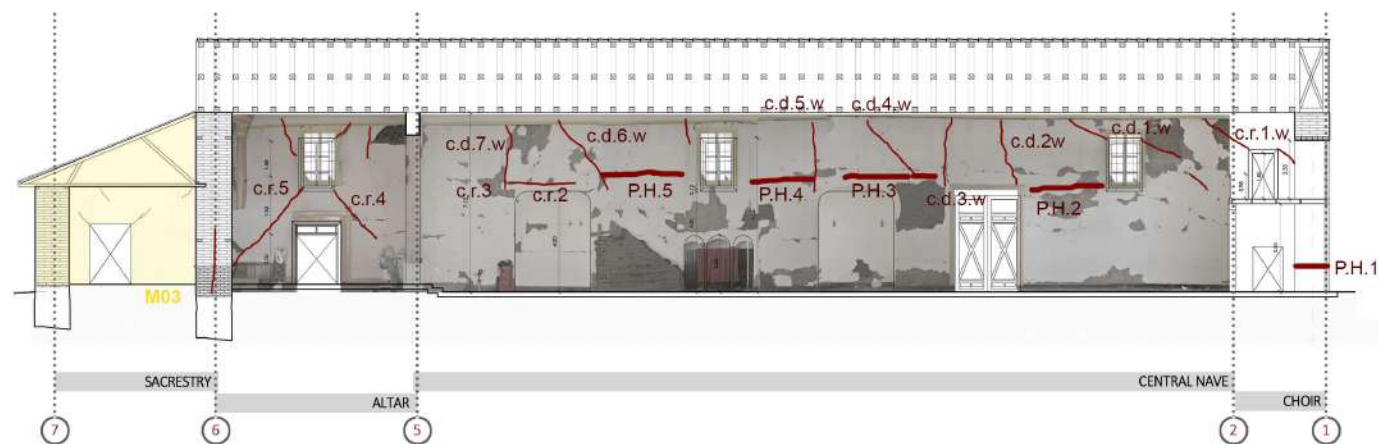 c.d.5.w
c.d.4.w
c.d.7.w
c.d.6.w
c.d.2w
c.d.1.w
c.r.1.w
c.r.5
c.r.4
c.r.3
c.r.2
P.H.5
P.H.4
P.H.3
c.d.3.w
P.H.2
P.H.1
M03
SACRESTRY
CENTRAL NAVE
ALTAR
CHOIR
7
6
5
2
1